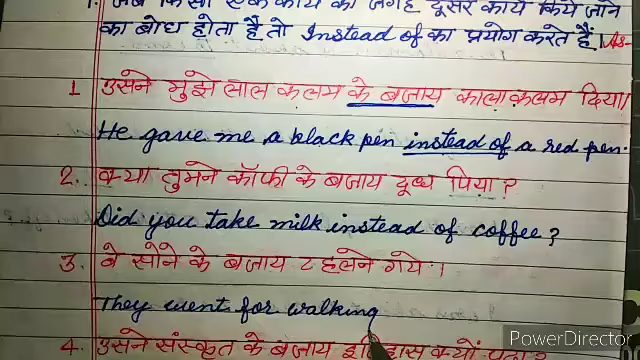 1. जब किसी एक कार्य की जगह दूसरे कार्य किये जाने
का बोध होता है तो Instead of का प्रयोग करते हैं। As-
1 उसने मुझे लाल कलम के बजाय काला कलम दिया।
He gave me a black pen instead of a red pen.
2. क्या तुमने कॉफी के बजाय दूध पिया?
Did you take milk instead of coffee?
3. वे सोने के बजाय टहलने गये।
They went for walking
4. उसने संस्कृत के बजाय इतिहास क्यों
PowerDirector